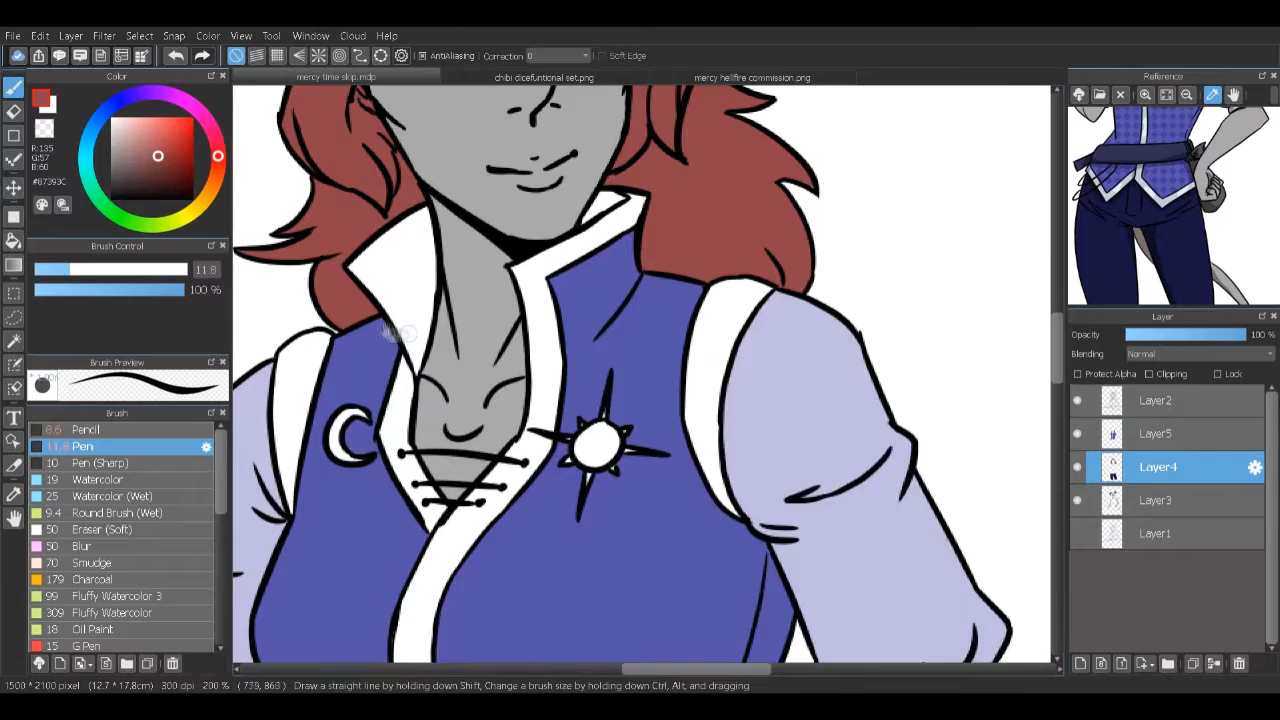 File Edit Layer Filter Select Snap Color View Tool Window Cloud Help
AntiAliasing Correction 0 Soft Edge
Color
mercy time skip.mdp chibi dicefuntional set.png mercy hellfire commission.png
Reference
R:135
G:57
B:60
#87393C
Brush Control
11.8
100 %
Brush Preview
Brush
8.6 Pencil
11.8 Pen
10 Pen (Sharp)
19 Watercolor
25 Watercolor (Wet)
9.4 Round Brush (Wet)
50 Eraser (Soft)
50 Blur
70 Smudge
179 Charcoal
99 Fluffy Watercolor 3
309 Fluffy Watercolor
18 Oil Paint
15 G Pen
Layer
Opacity 100 %
Blending Normal
Protect Alpha Clipping Lock
Layer2
Layer5
Layer4
Layer3
Layer1
1500 * 2100 pixel (12.7 * 17.8cm) 300 dpi 200 % ( 739, 868 ) Draw a straight line by holding down Shift, Change a brush size by holding down Ctrl, Alt, and dragging